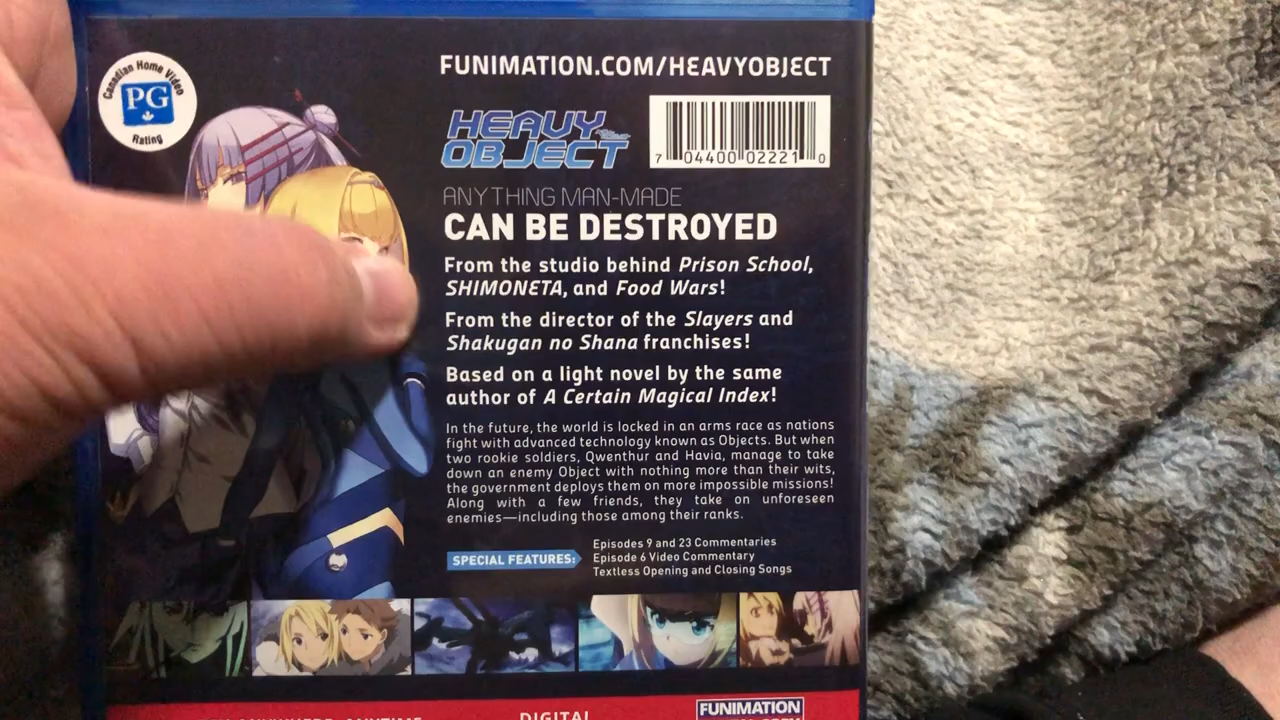 Canadian Home Video
PG
Rating
FUNIMATION.COM/HEAVYOBJECT
HEAVY
OBJECT
7 04400 02221 0
ANYTHING MAN-MADE
CAN BE DESTROYED
From the studio behind Prison School,
SHIMONETA, and Food Wars!
From the director of the Slayers and
Shakugan no Shana franchises!
Based on a light novel by the same
author of A Certain Magical Index!
In the future, the world is locked in an arms race as nations
fight with advanced technology known as Objects. But when
two rookie soldiers, Qwenthur and Havia, manage to take
down an enemy Object with nothing more than their wits,
the government deploys them on more impossible missions!
Along with a few friends, they take on unforeseen
enemies—including those among their ranks.
SPECIAL FEATURES:
Episodes 9 and 23 Commentaries
Episode 6 Video Commentary
Textless Opening and Closing Songs
ANYWHERE, ANYTIME
DIGITAL
FUNIMATION